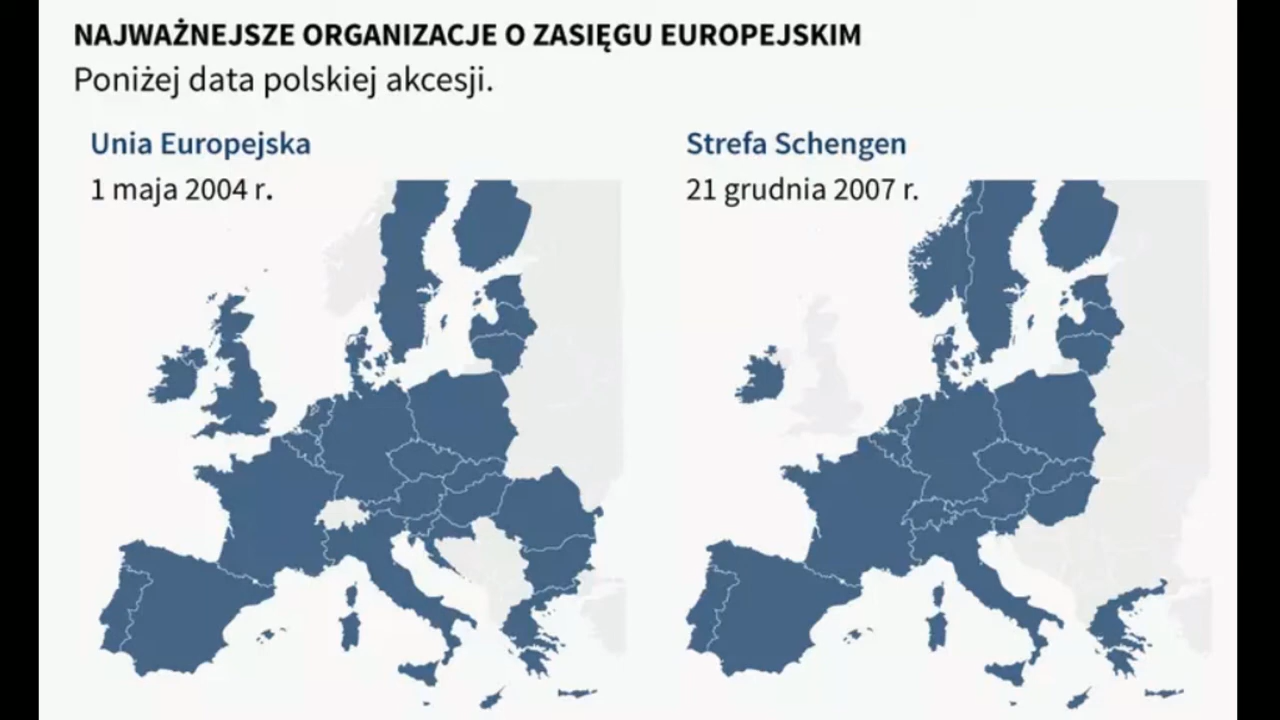 NAJWAŻNEJSZE ORGANIZACJE O ZASIĘGU EUROPEJSKIM
Poniżej data polskiej akcesji.
Unia Europejska
1 maja 2004 r.
Strefa Schengen
21 grudnia 2007 r.